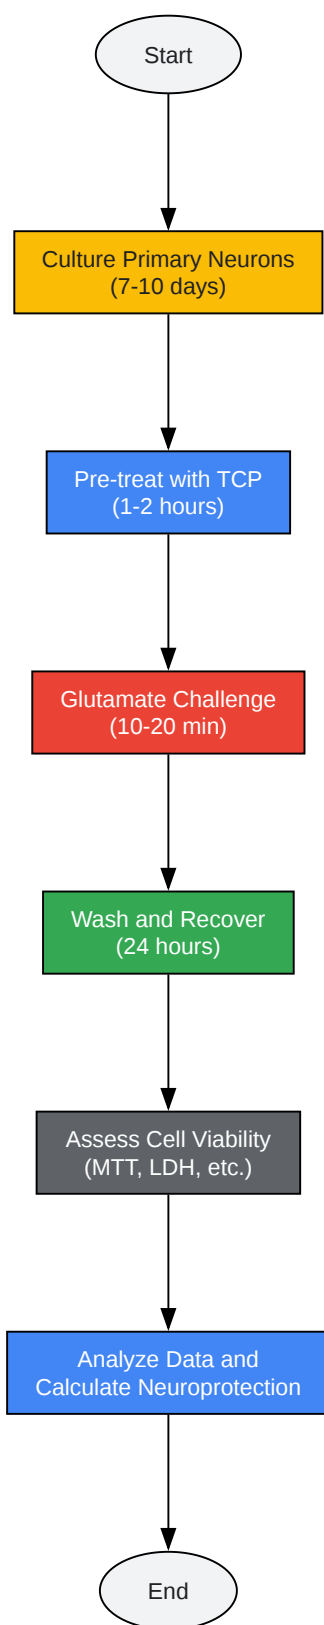 Start
Culture Primary Neurons
(7-10 days)
Pre-treat with TCP
(1-2 hours)
Glutamate Challenge
(10-20 min)
Wash and Recover
(24 hours)
Assess Cell Viability
(MTT, LDH, etc.)
Analyze Data and
Calculate Neuroprotection
End